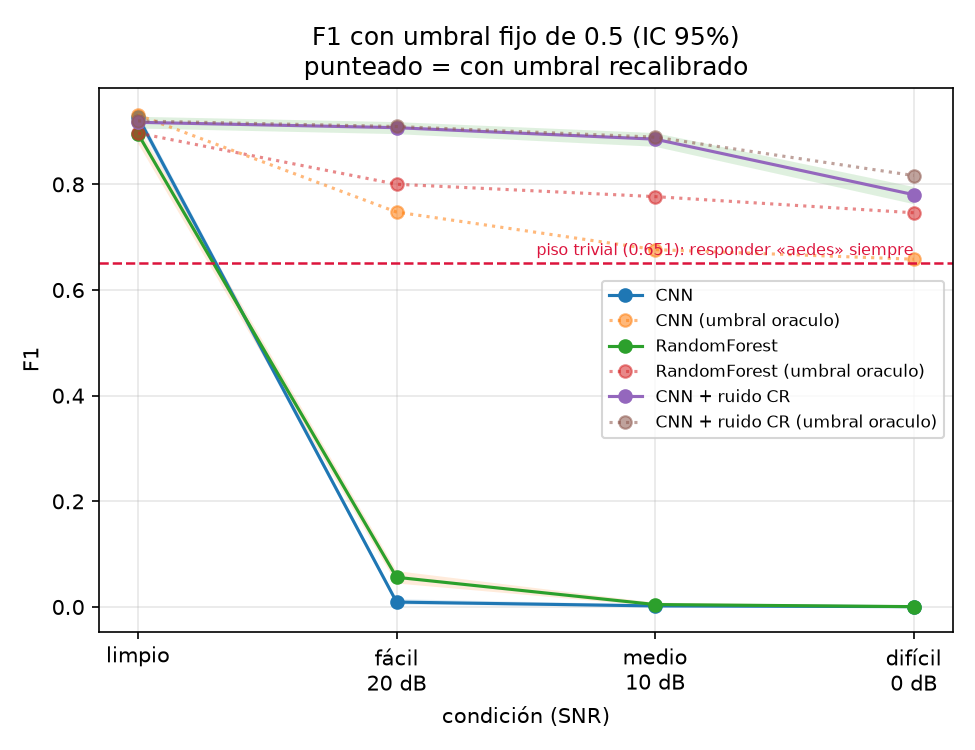 F1 con umbral fijo de 0.5 (IC 95%)
punteado = con umbral recalibrado
F1
0.8
0.6
0.4
0.2
0.0
piso trivial (0.651): responder «aedes» siempre
CNN
CNN (umbral oraculo)
RandomForest
RandomForest (umbral oraculo)
CNN + ruido CR
CNN + ruido CR (umbral oraculo)
limpio
fácil
20 dB
medio
10 dB
difícil
0 dB
condición (SNR)